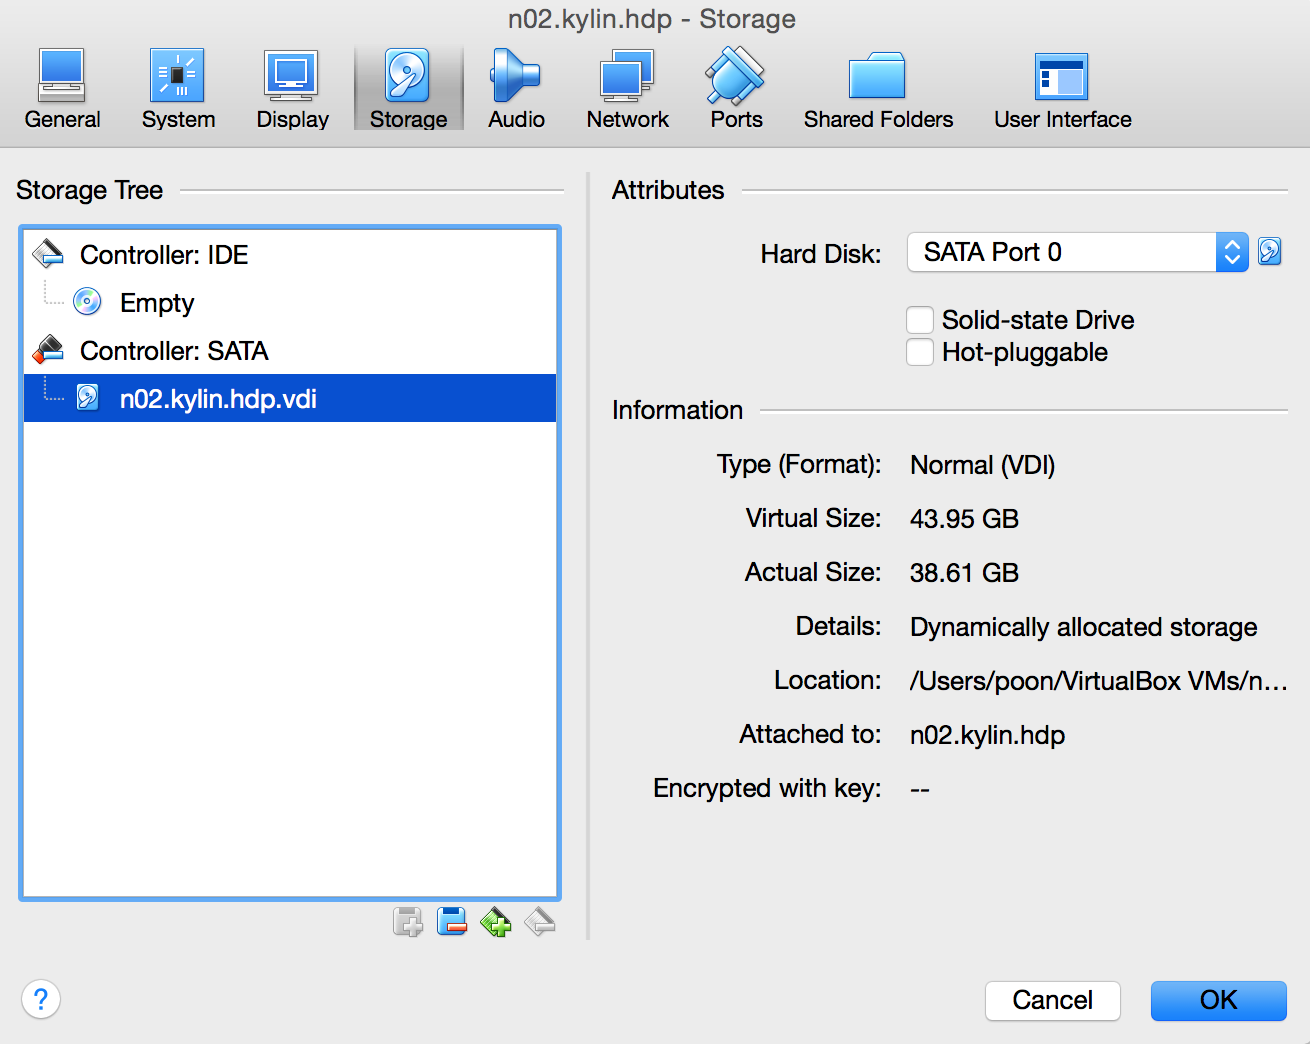 n02.kylin.hdp - Storage
General System Display Storage Audio Network Ports Shared Folders User Interface
Storage Tree
Controller: IDE
Empty
Controller: SATA
n02.kylin.hdp.vdi
Attributes
Hard Disk: SATA Port 0
Solid-state Drive
Hot-pluggable
Information
Type (Format): Normal (VDI)
Virtual Size: 43.95 GB
Actual Size: 38.61 GB
Details: Dynamically allocated storage
Location: /Users/poon/VirtualBox VMs/n...
Attached to: n02.kylin.hdp
Encrypted with key: --
?
Cancel OK